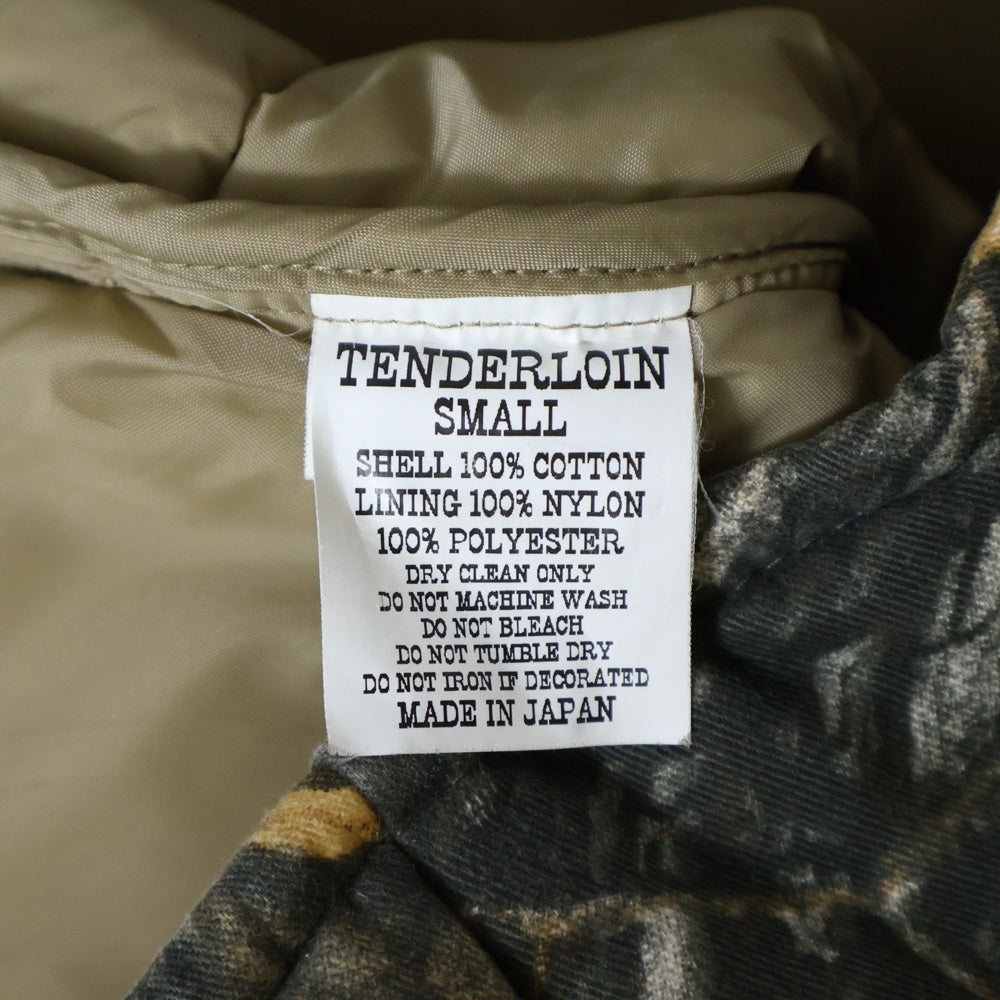 TENDERLOIN
SMALL
SHELL 100% COTTON
LINING 100% NYLON
100% POLYESTER
DRY CLEAN ONLY
DO NOT MACHINE WASH
DO NOT BLEACH
DO NOT TUMBLE DRY
DO NOT IRON IF DECORATED
MADE IN JAPAN